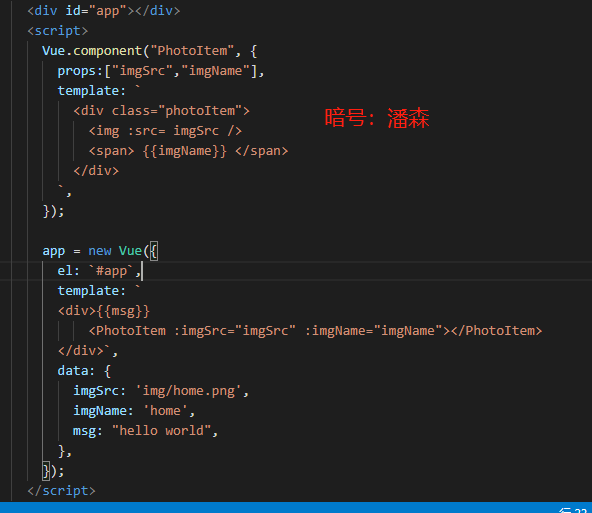 <div id="app"></div>
<script>
Vue.component("PhotoItem", {
props:["imgSrc","imgName"],
template: `
<div class="photoItem">
暗号：潘森
<img :src= imgSrc />
<span> {{imgName}} </span>
</div>
`,
});
app = new Vue({
el: `#app`,
template: `
<div>{{msg}}
<PhotoItem :imgSrc="imgSrc" :imgName="imgName"></PhotoItem>
</div>`,
data: {
imgSrc: 'img/home.png',
imgName: 'home',
msg: "hello world",
},
});
</script>